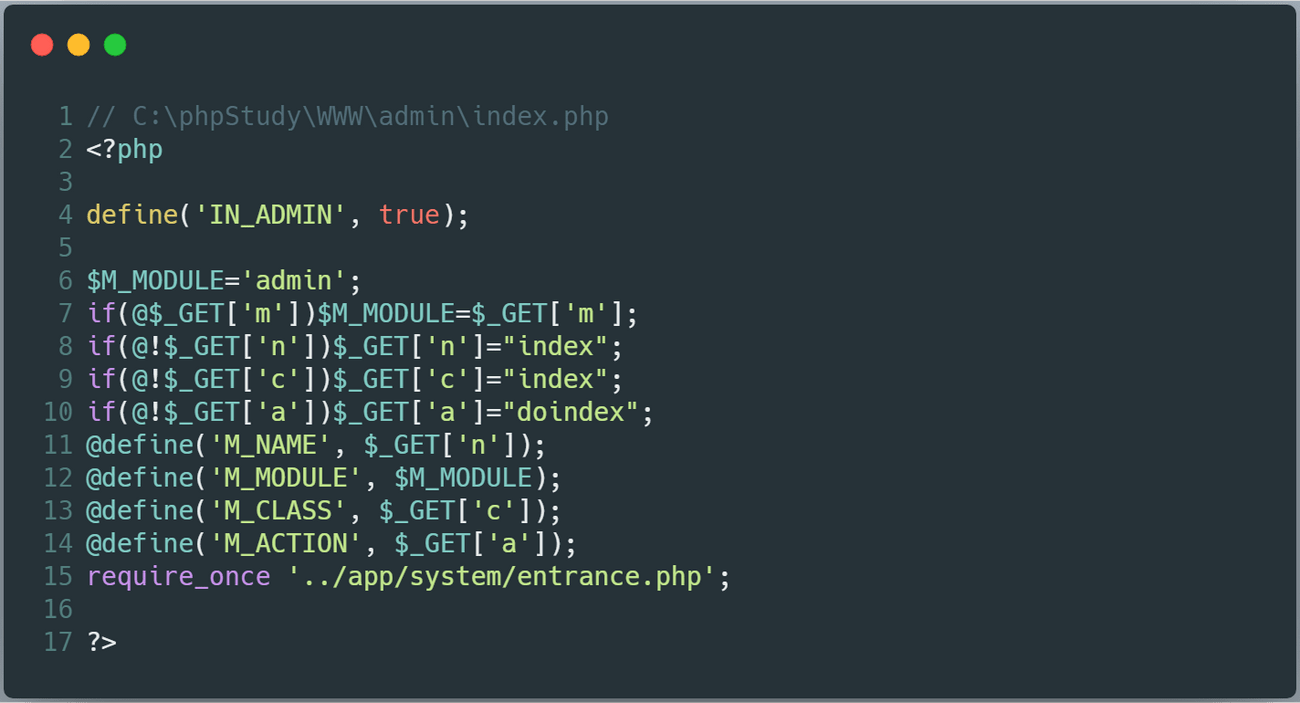 1 // C:\phpStudy\WWW\admin\index.php
2 <?php
3
4 define('IN_ADMIN', true);
5
6 $M_MODULE='admin';
7 if(@$_GET['m'])$M_MODULE=$_GET['m'];
8 if(@!$_GET['n'])$_GET['n']="index";
9 if(@!$_GET['c'])$_GET['c']="index";
10 if(@!$_GET['a'])$_GET['a']="doindex";
11 @define('M_NAME', $_GET['n']);
12 @define('M_MODULE', $M_MODULE);
13 @define('M_CLASS', $_GET['c']);
14 @define('M_ACTION', $_GET['a']);
15 require_once '../app/system/entrance.php';
16
17 ?>